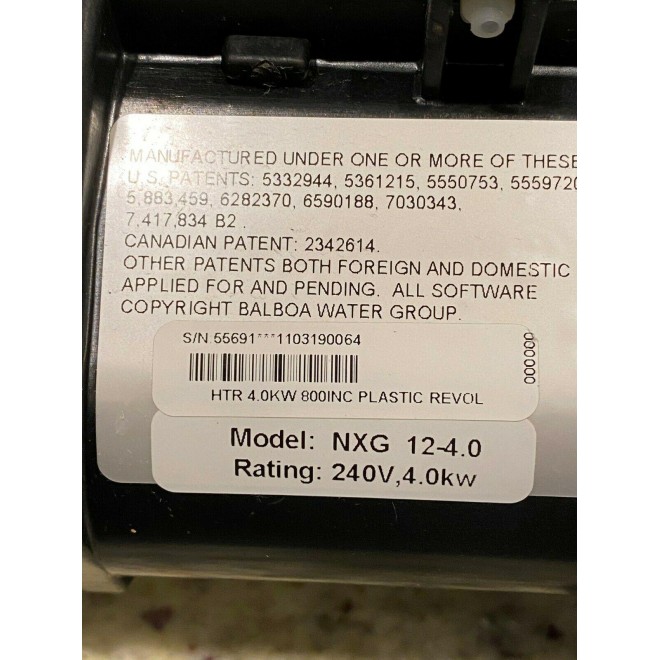 MANUFACTURED UNDER ONE OR MORE OF THESE
U.S. PATENTS: 5332944, 5361215, 5550753, 5559720
5,883,459, 6282370, 6590188, 7030343,
7,417,834 B2 .
CANADIAN PATENT: 2342614.
OTHER PATENTS BOTH FOREIGN AND DOMESTIC
APPLIED FOR AND PENDING. ALL SOFTWARE
COPYRIGHT BALBOA WATER GROUP.
S/N 55691***1103190064
000000
HTR 4.0KW 800INC PLASTIC REVOL
Model: NXG 12-4.0
Rating: 240V,4.0kw